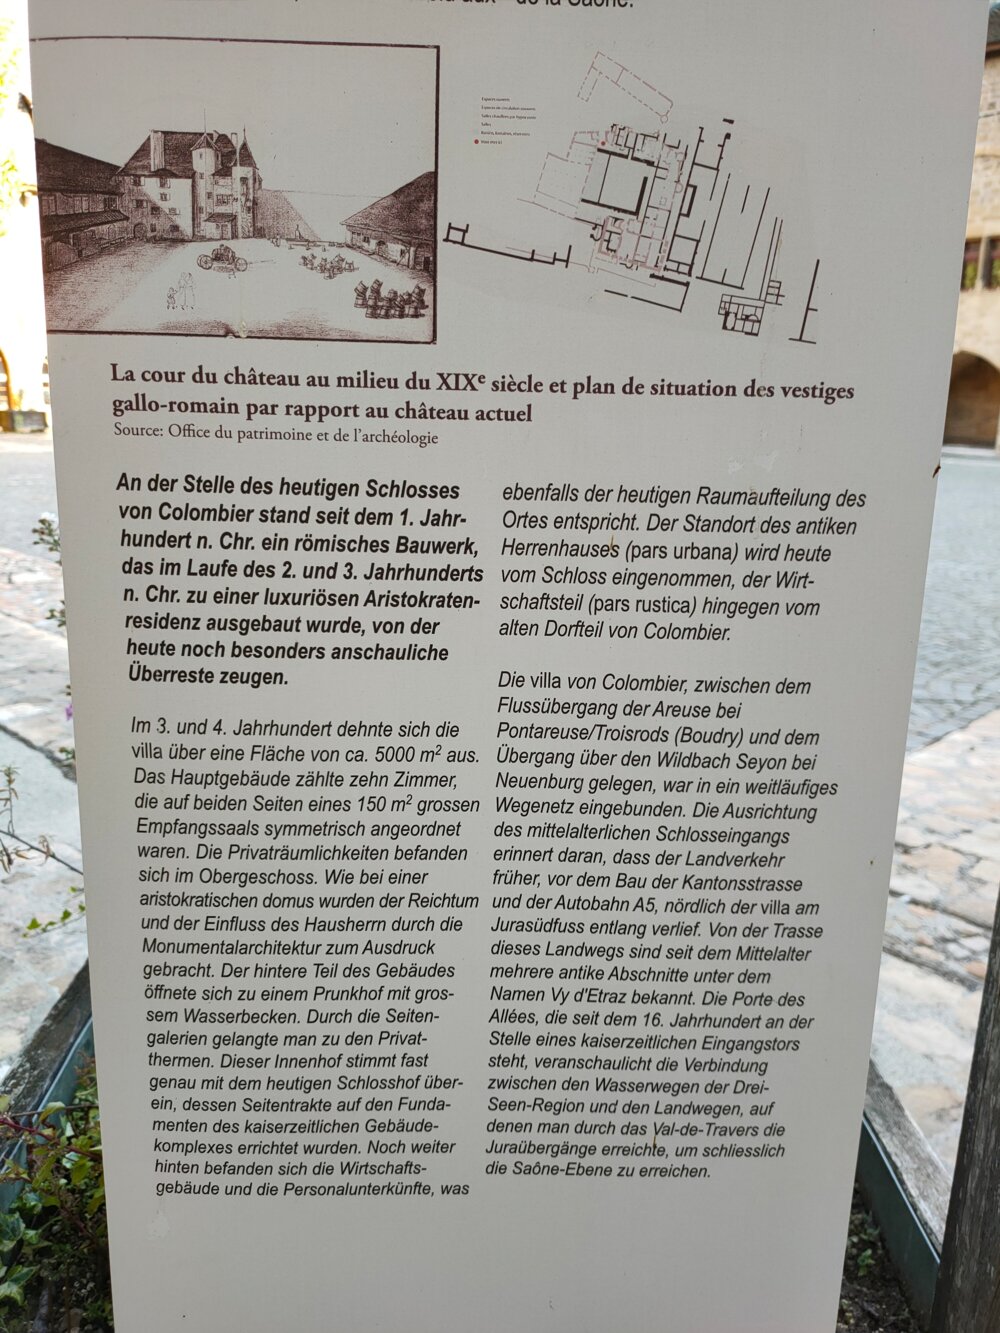 de la Saône.
Espaces ouverts
Espaces de circulation couverts
Salles chauffées par hypocauste
Salles
Bassins, fontaines, réservoirs
La cour du château au milieu du XIXe siècle et plan de situation des vestiges
gallo-romain par rapport au château actuel
Source: Office du patrimoine et de l'archéologie
An der Stelle des heutigen Schlosses
von Colombier stand seit dem 1. Jahr-
hundert n. Chr. ein römisches Bauwerk,
das im Laufe des 2. und 3. Jahrhunderts
n. Chr. zu einer luxuriösen Aristokraten-
residenz ausgebaut wurde, von der
heute noch besonders anschauliche
Überreste zeugen.
Im 3. und 4. Jahrhundert dehnte sich die
villa über eine Fläche von ca. 5000 m² aus.
Das Hauptgebäude zählte zehn Zimmer,
die auf beiden Seiten eines 150 m² grossen
Empfangssaals symmetrisch angeordnet
waren. Die Privaträumlichkeiten befanden
sich im Obergeschoss. Wie bei einer
aristokratischen domus wurden der Reichtum
und der Einfluss des Hausherrn durch die
Monumentalarchitektur zum Ausdruck
gebracht. Der hintere Teil des Gebäudes
öffnete sich zu einem Prunkhof mit gros-
sem Wasserbecken. Durch die Seiten-
galerien gelangte man zu den Privat-
thermen. Dieser Innenhof stimmt fast
genau mit dem heutigen Schlosshof über-
ein, dessen Seitentrakte auf den Funda-
menten des kaiserzeitlichen Gebäude-
komplexes errichtet wurden. Noch weiter
hinten befanden sich die Wirtschafts-
gebäude und die Personalunterkünfte, was
ebenfalls der heutigen Raumaufteilung des
Ortes entspricht. Der Standort des antiken
Herrenhauses (pars urbana) wird heute
vom Schloss eingenommen, der Wirt-
schaftsteil (pars rustica) hingegen vom
alten Dorfteil von Colombier.
Die villa von Colombier, zwischen dem
Flussübergang der Areuse bei
Pontareuse/Troisrods (Boudry) und dem
Übergang über den Wildbach Seyon bei
Neuenburg gelegen, war in ein weitläufiges
Wegenetz eingebunden. Die Ausrichtung
des mittelalterlichen Schlosseingangs
erinnert daran, dass der Landverkehr
früher, vor dem Bau der Kantonsstrasse
und der Autobahn A5, nördlich der villa am
Jurasüdfuss entlang verlief. Von der Trasse
dieses Landwegs sind seit dem Mittelalter
mehrere antike Abschnitte unter dem
Namen Vy d'Etraz bekannt. Die Porte des
Allées, die seit dem 16. Jahrhundert an der
Stelle eines kaiserzeitlichen Eingangstors
steht, veranschaulicht die Verbindung
zwischen den Wasserwegen der Drei-
Seen-Region und den Landwegen, auf
denen man durch das Val-de-Travers die
Juraübergänge erreichte, um schliesslich
die Saône-Ebene zu erreichen.